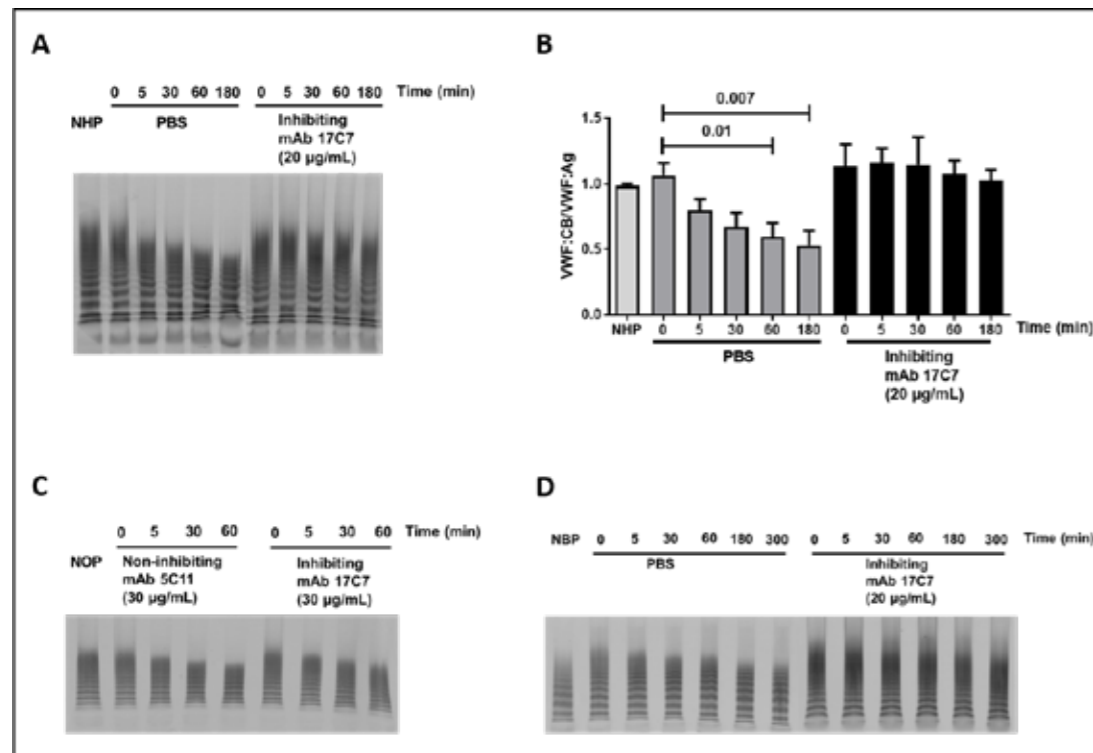 A
0 5 30 60 180 Time (min)
NHP PBS Inhibiting
mAb 17C7
(20 µg/mL)
B
0.007
0.01
VWF:CB/VWF:Ag
1.5
1.0
0.5
0.0
NHP 0 5 30 60 180 0 5 30 60 180 Time (min)
PBS Inhibiting
mAb 17C7
(20 µg/mL)
C
0 5 30 60 0 5 30 60 Time (min)
NOP Non-inhibiting Inhibiting
mAb 5C11 mAb 17C7
(30 µg/mL) (30 µg/mL)
D
NBP 0 5 30 60 180 300 0 5 30 60 180 300 Time (min)
PBS Inhibiting
mAb 17C7
(20 µg/mL)